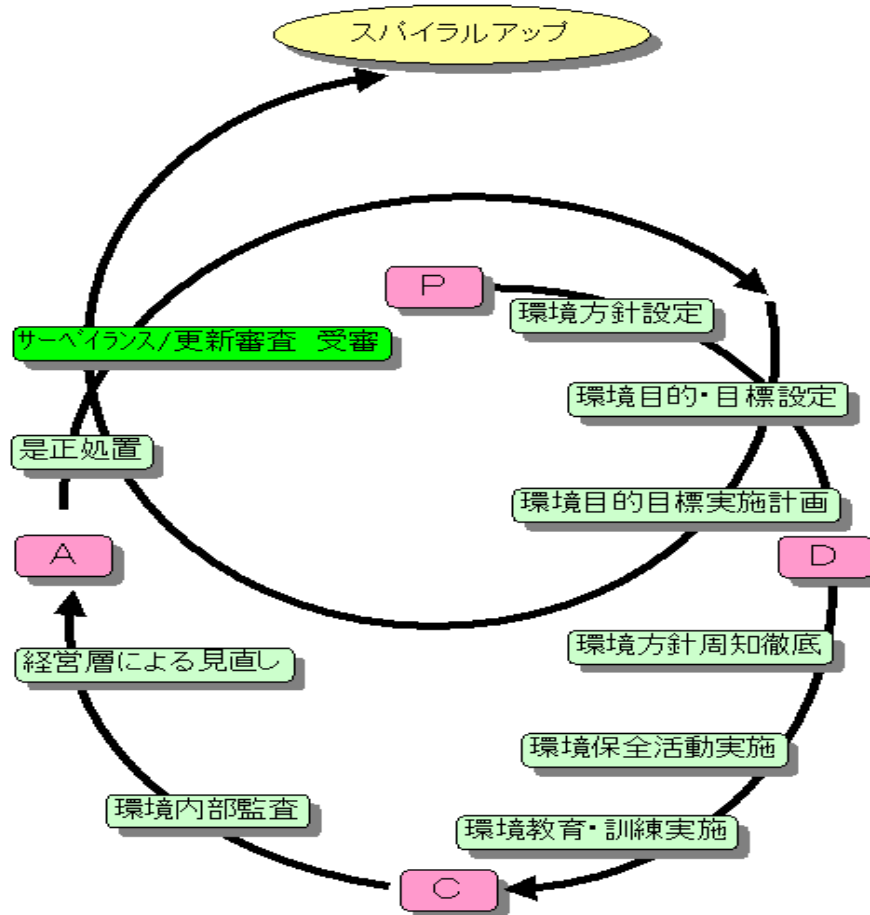 スパイラルアップ
P
環境方針設定
サーベイランス/更新審査 受審
環境目的・目標設定
是正処置
環境目的目標実施計画
A
D
環境方針周知徹底
経営層による見直し
環境保全活動実施
環境内部監査
環境教育・訓練実施
C